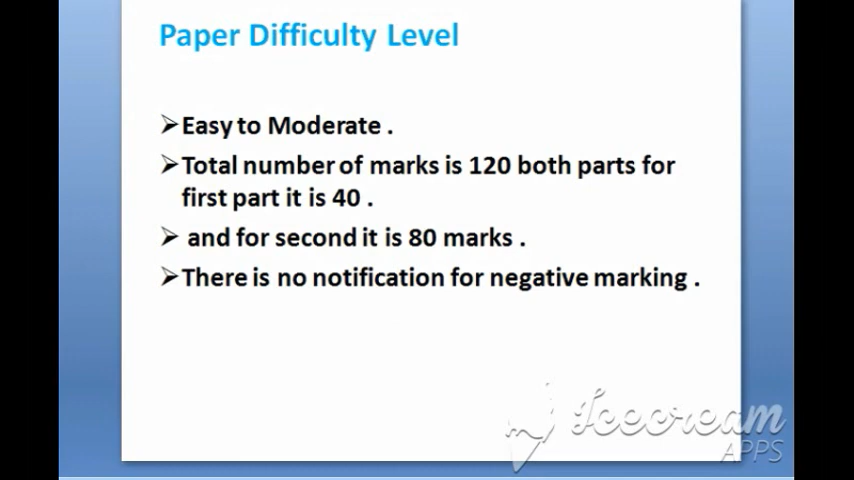 Paper Difficulty Level
➢Easy to Moderate .
➢Total number of marks is 120 both parts for
first part it is 40 .
➢ and for second it is 80 marks .
➢There is no notification for negative marking .
Icecream
APPS